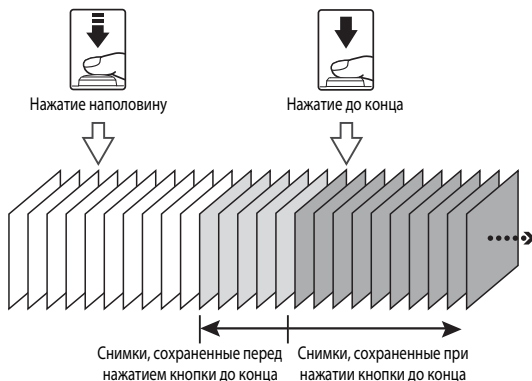 Нажатие наполовину
Нажатие до конца
Снимки, сохраненные перед
нажатием кнопки до конца
Снимки, сохраненные при
нажатии кнопки до конца